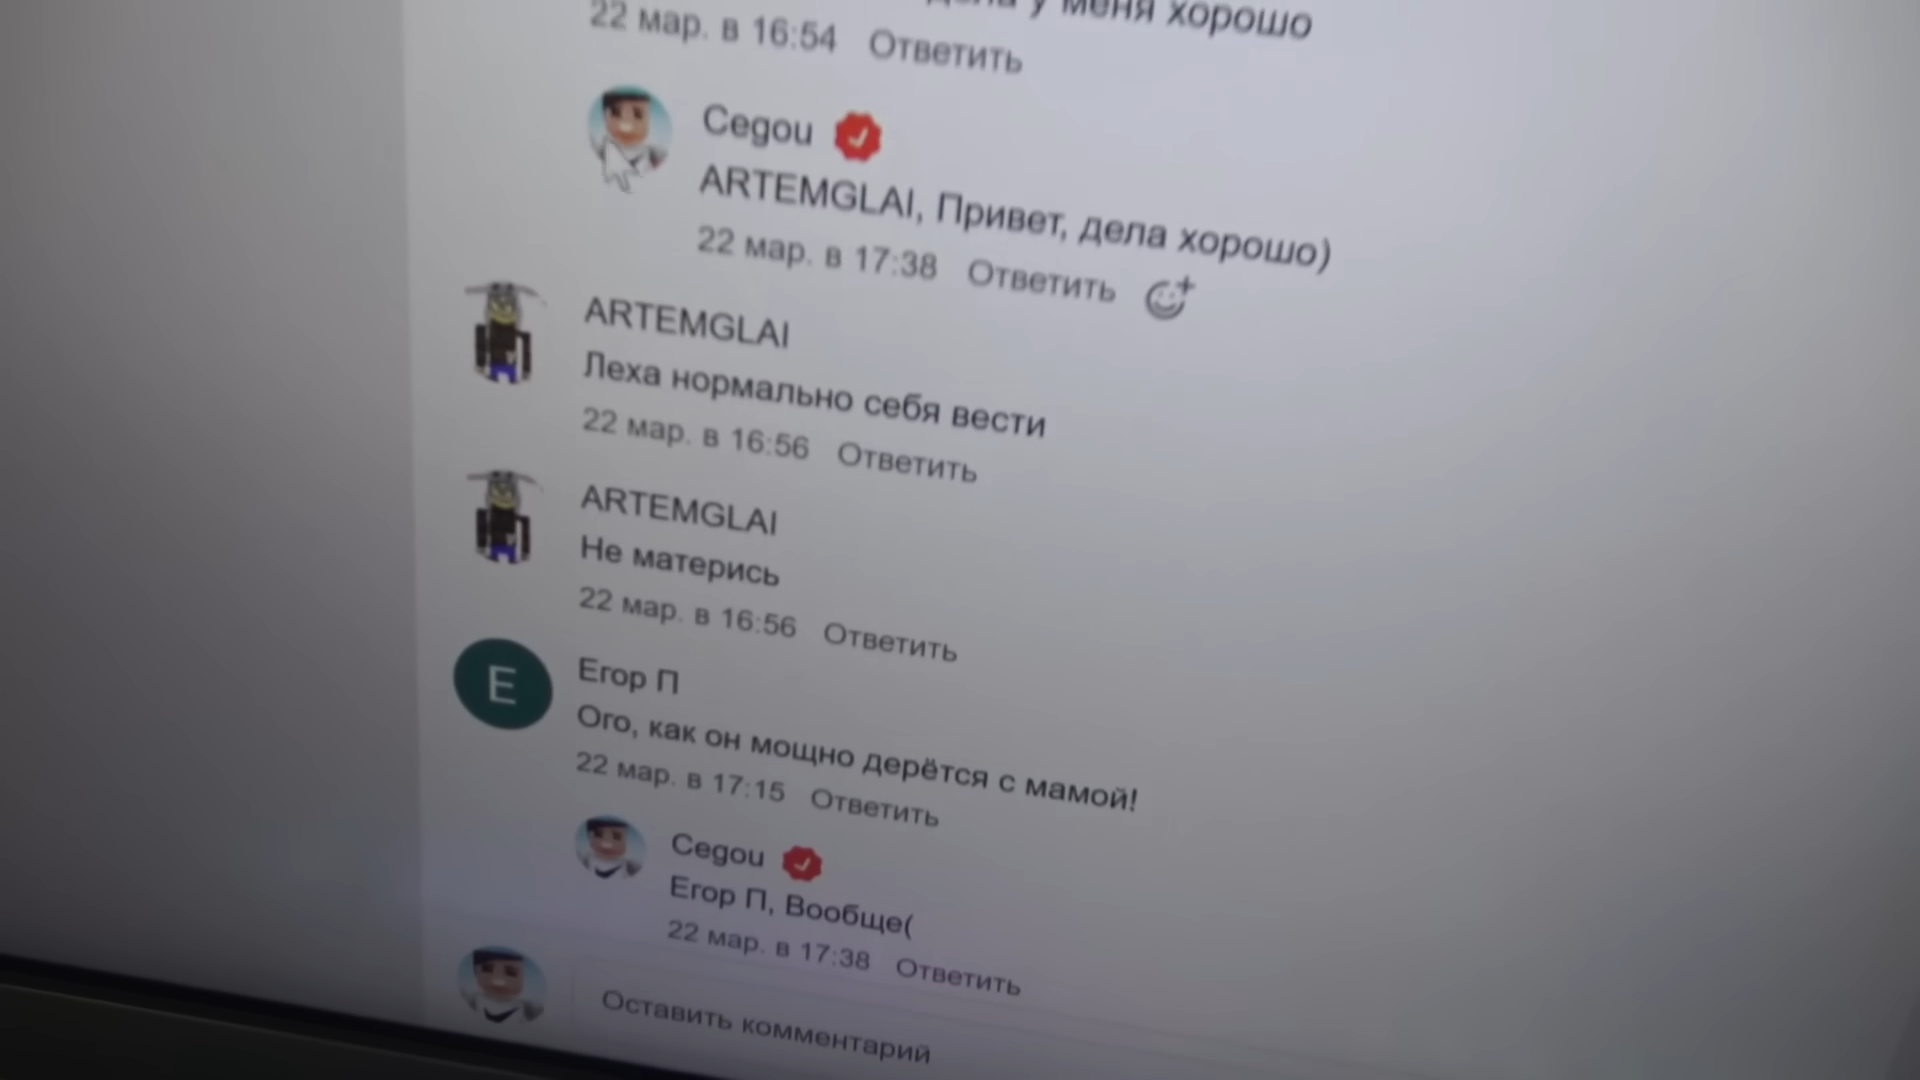 у меня хорошо
22 мар. в 16:54 Ответить
Cegou
ARTEMGLAI, Привет, дела хорошо)
22 мар. в 17:38 Ответить
ARTEMGLAI
Леха нормально себя вести
22 мар. в 16:56 Ответить
ARTEMGLAI
Не матерись
22 мар. в 16:56 Ответить
E
Егор П
Ого, как он мощно дерётся с мамой!
22 мар. в 17:15 Ответить
Cegou
Егор П, Вообще(
22 мар. в 17:38 Ответить
Оставить комментарий